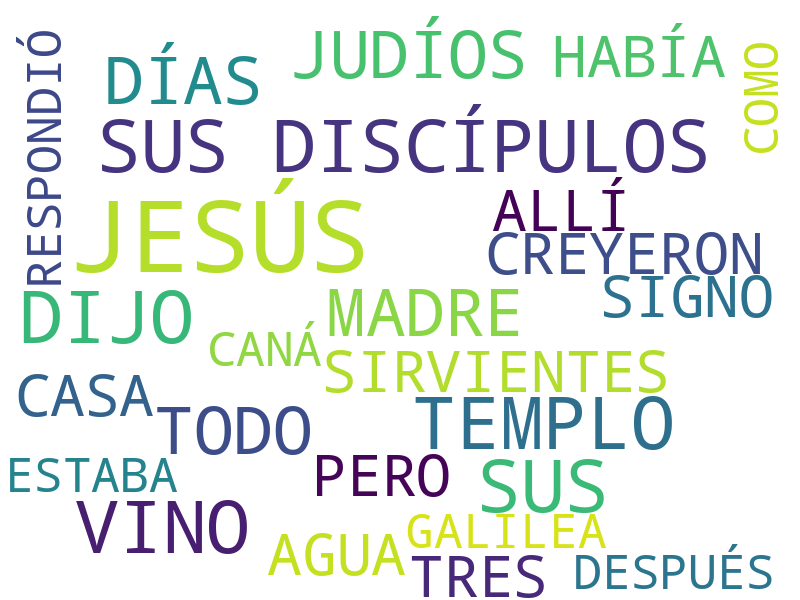 RESPONDIÓ
DÍAS
JUDÍOS
HABÍA
COMO
SUS DISCÍPULOS
JESÚS
ALLÍ
CREYERON
SIGNO
DIJO
MADRE
CANÁ
SIRVIENTES
CASA
TODO
TEMPLO
ESTABA
PERO
SUS
VINO
AGUA
GALILEA
TRES
DESPUÉS